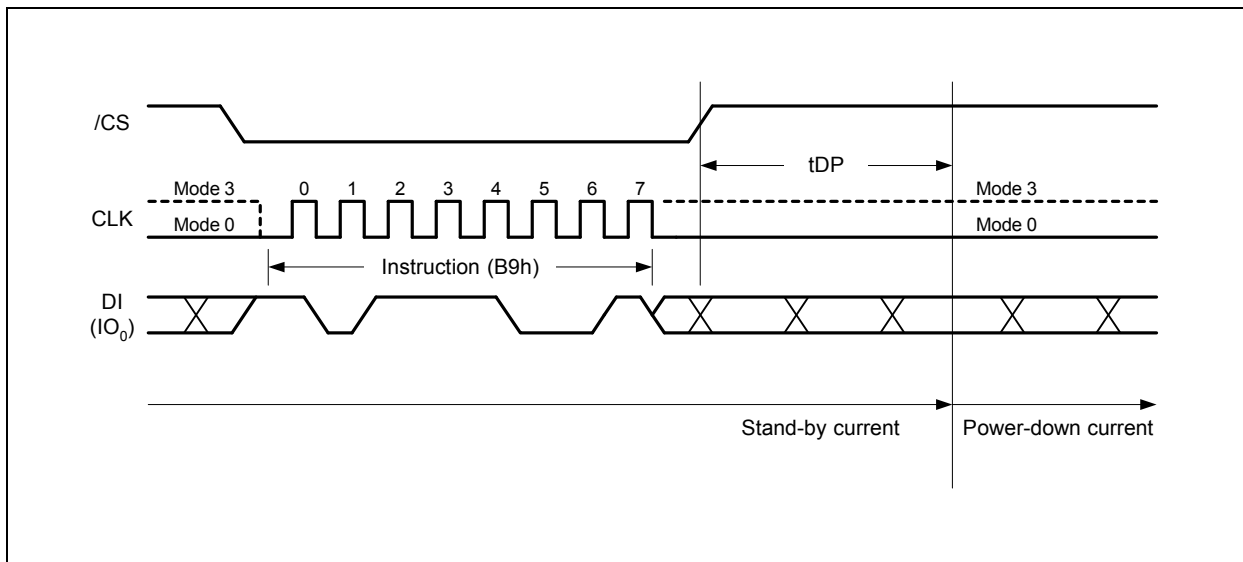 /CS
tDP
Mode 3
0 1 2 3 4 5 6 7
Mode 3
CLK
Mode 0
Mode 0
Instruction (B9h)
DI
(IO₀)
Stand-by current
Power-down current